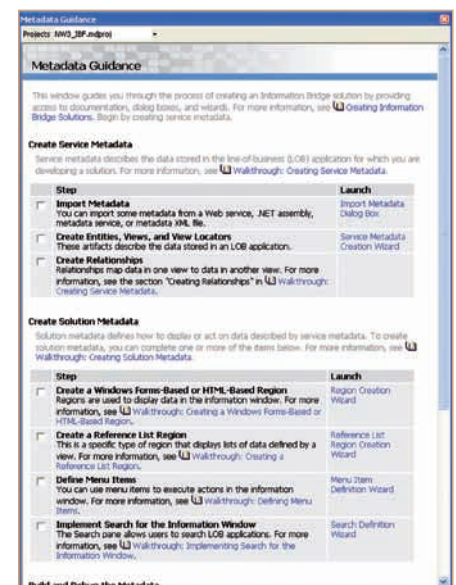 Metadata Guidance
Projects: NW3_IBF.mdproj
Metadata Guidance
This window guides you through the process of creating an Information Bridge solution by providing
access to documentation, dialog boxes, and wizards. For more information, see Creating Information
Bridge Solutions. Begin by creating service metadata.
Create Service Metadata
Service metadata describes the data stored in the line-of-business (LOB) application for which you are
developing a solution. For more information, see Walkthrough: Creating Service Metadata.
Step Launch
Import Metadata Import Metadata
You can import some metadata from a Web service, .NET assembly, Dialog Box
metadata service, or metadata XML file.
Create Entities, Views, and View Locators Service Metadata
These artifacts describe the data stored in an LOB application. Creation Wizard
Create Relationships
Relationships map data in one view to data in another view. For more
information, see the section "Creating Relationships" in Walkthrough:
Creating Service Metadata.
Create Solution Metadata
Solution metadata defines how to display or act on data described by service metadata. To create
solution metadata, you can complete one or more of the items below. For more information, see
Walkthrough: Creating Solution Metadata.
Step Launch
Create a Windows Forms-Based or HTML-Based Region Region Creation
Regions are used to display data in the information window. For more Wizard
information, see Walkthrough: Creating a Windows Forms-Based or
HTML-Based Region.
Create a Reference List Region Reference List
This is a specific type of region that displays lists of data defined by a Region Creation
view. For more information, see Walkthrough: Creating a Wizard
Reference List Region.
Define Menu Items Menu Item
You can use menu items to execute actions in the information Definition Wizard
window. For more information, see Walkthrough: Defining Menu
Items.
Implement Search for the Information Window Search Definition
The Search pane allows users to search LOB applications. For more Wizard
information, see Walkthrough: Implementing Search for the
Information Window.
Build and Debug the Metadata